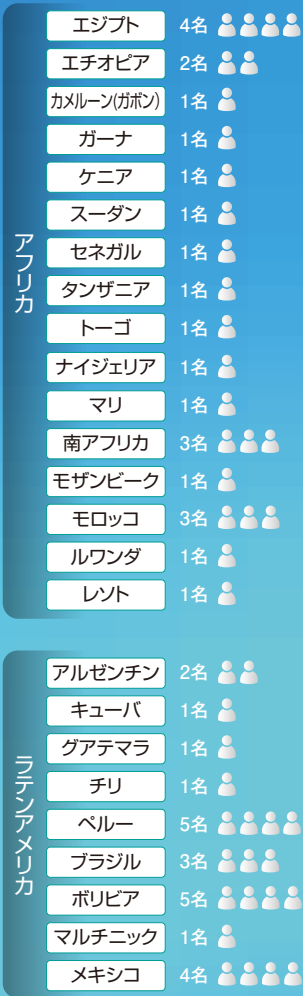 アフリカ
エジプト 4名
エチオピア 2名
カメルーン(ガボン) 1名
ガーナ 1名
ケニア 1名
スーダン 1名
セネガル 1名
タンザニア 1名
トーゴ 1名
ナイジェリア 1名
マリ 1名
南アフリカ 3名
モザンビーク 1名
モロッコ 3名
ルワンダ 1名
レソト 1名
ラテンアメリカ
アルゼンチン 2名
キューバ 1名
グアテマラ 1名
チリ 1名
ペルー 5名
ブラジル 3名
ボリビア 5名
マルチニック 1名
メキシコ 4名